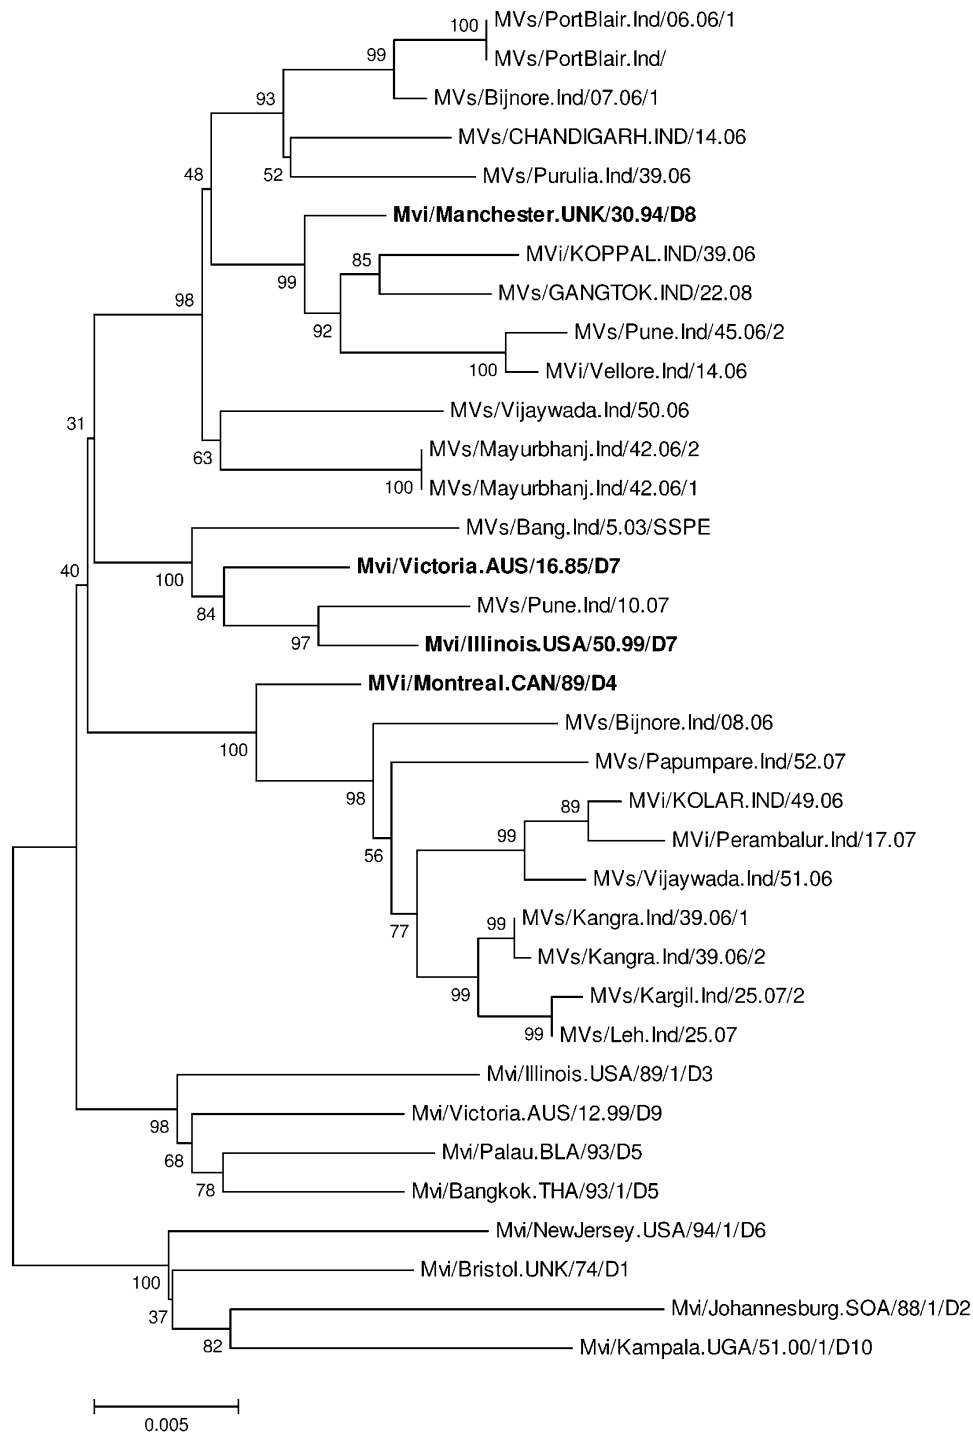 100 MVs/PortBlair.Ind/06.06/1
99 MVs/PortBlair.Ind/
93 MVs/Bijnore.Ind/07.06/1
MVs/CHANDIGARH.IND/14.06
48 52 MVs/Purulia.Ind/39.06
Mvi/Manchester.UNK/30.94/D8
85 MVi/KOPPAL.IND/39.06
99
98 MVs/GANGTOK.IND/22.08
92 MVs/Pune.Ind/45.06/2
100 MVi/Vellore.Ind/14.06
MVs/Vijaywada.Ind/50.06
31
63 MVs/Mayurbhanj.Ind/42.06/2
100 MVs/Mayurbhanj.Ind/42.06/1
MVs/Bang.Ind/5.03/SSPE
40 100 Mvi/Victoria.AUS/16.85/D7
84 MVs/Pune.Ind/10.07
97 Mvi/Illinois.USA/50.99/D7
MVi/Montreal.CAN/89/D4
100 MVs/Bijnore.Ind/08.06
MVs/Papumpare.Ind/52.07
98
89 MVi/KOLAR.IND/49.06
99 MVi/Perambalur.Ind/17.07
56
MVs/Vijaywada.Ind/51.06
77 99 MVs/Kangra.Ind/39.06/1
MVs/Kangra.Ind/39.06/2
99 MVs/Kargil.Ind/25.07/2
99 MVs/Leh.Ind/25.07
Mvi/Illinois.USA/89/1/D3
98 Mvi/Victoria.AUS/12.99/D9
68 Mvi/Palau.BLA/93/D5
78 Mvi/Bangkok.THA/93/1/D5
Mvi/NewJersey.USA/94/1/D6
100 Mvi/Bristol.UNK/74/D1
37 Mvi/Johannesburg.SOA/88/1/D2
82 Mvi/Kampala.UGA/51.00/1/D10
0.005